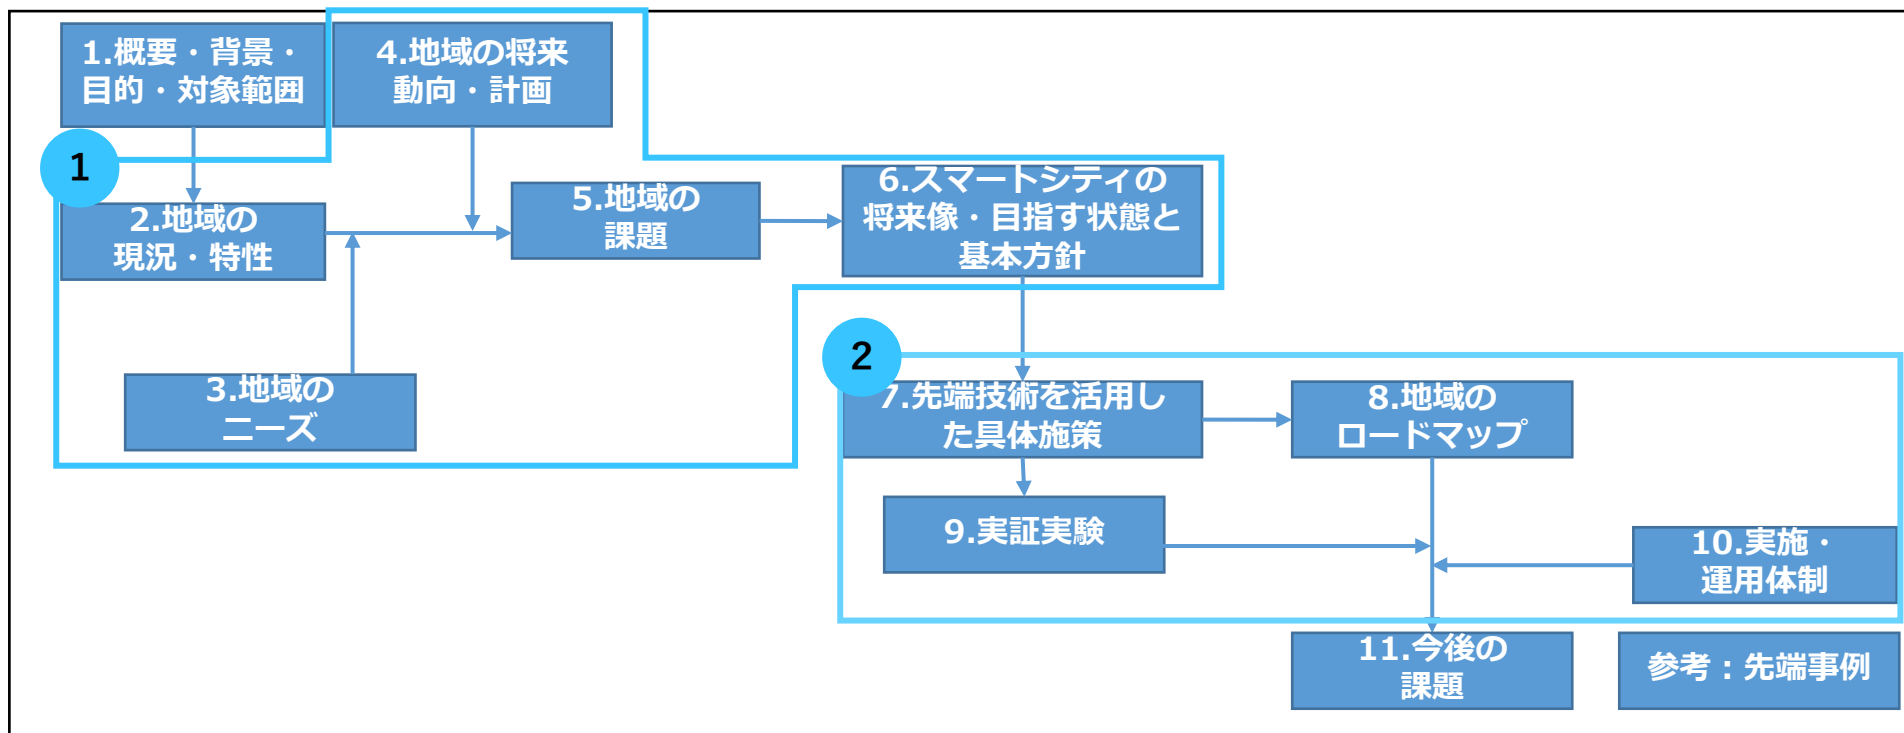 1.概要・背景・
目的・対象範囲
4.地域の将来
動向・計画
1
2.地域の
現況・特性
5.地域の
課題
6.スマートシティの
将来像・目指す状態と
基本方針
3.地域の
ニーズ
2
7.先端技術を活用し
た具体施策
8.地域の
ロードマップ
9.実証実験
10.実施・
運用体制
11.今後の
課題
参考：先端事例